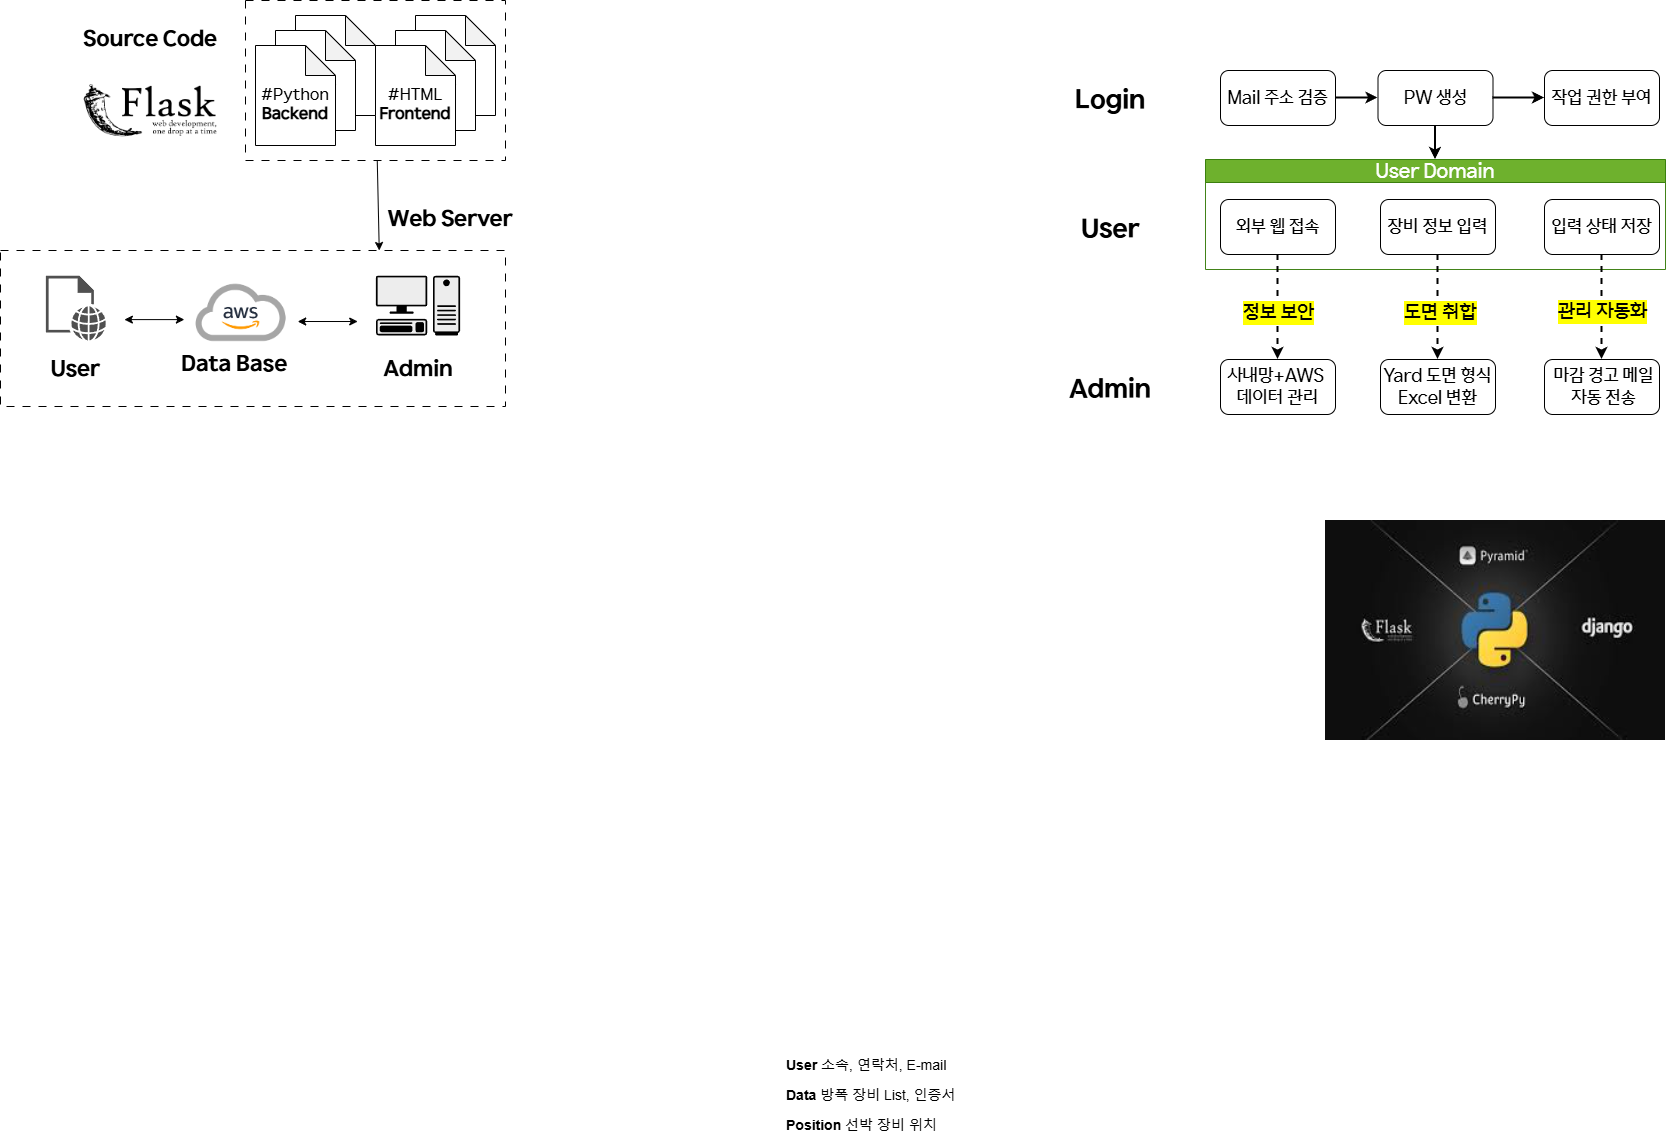 Source Code
Flask
web development,
one drop at a time
#Python
Backend
#HTML
Frontend
Web Server
User
aws
Data Base
Admin
Login
Mail 주소 검증
PW 생성
작업 권한 부여
User Domain
User
외부 웹 접속
장비 정보 입력
입력 상태 저장
정보 보안
도면 취합
관리 자동화
Admin
사내망+AWS
데이터 관리
Yard 도면 형식
Excel 변환
마감 경고 메일
자동 전송
Pyramid
Flask
django
CherryPy
User 소속, 연락처, E-mail
Data 방폭 장비 List, 인증서
Position 선박 장비 위치